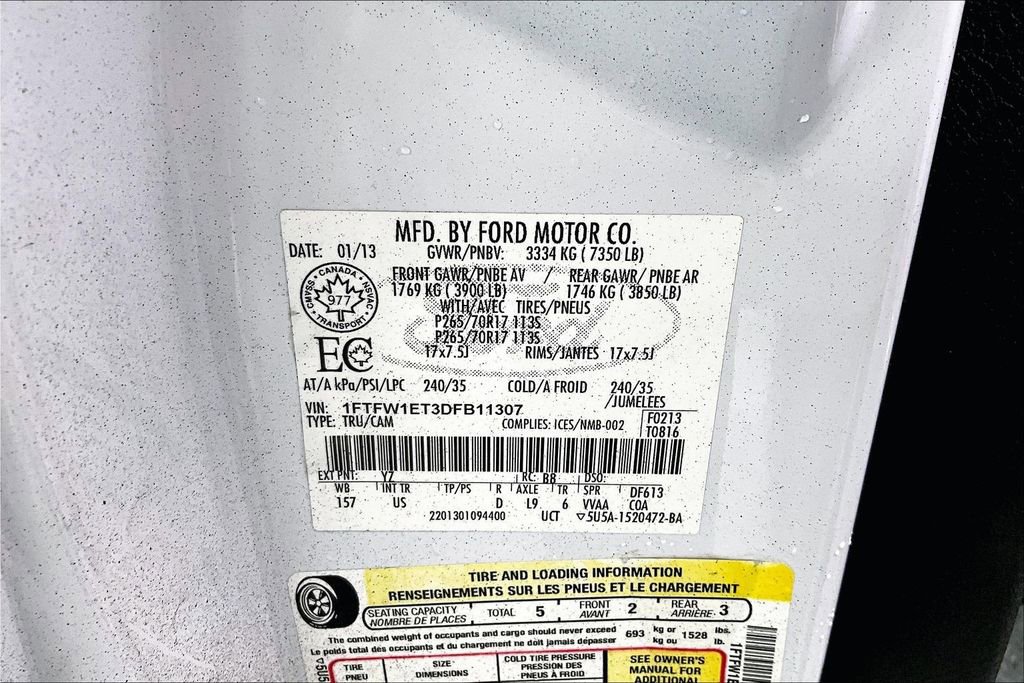 MFD. BY FORD MOTOR CO.
DATE: 01/13 GVWR/PNBV: 3334 KG ( 7350 LB)
FRONT GAWR/PNBE AV / REAR GAWR/ PNBE AR
1769 KG ( 3900 LB) 1746 KG ( 3850 LB)
WITH/AVEC TIRES/PNEUS
P265/70R17 113S
P265/70R17 113S
17x7.5J RIMS/JANTES 17x7.5J
CANADA
CMVSS NSVAC
977
TRANSPORT
EC
AT/A kPa/PSI/LPC 240/35 COLD/A FROID 240/35
/JUMELEES
VIN: 1FTFW1ET3DFB11307 F0213
TYPE: TRU/CAM COMPLIES: ICES/NMB-002 T0816
EXT PNT: YZ RC: B8 DSO:
WB INT TR TP/PS R AXLE TR SPR DF613
157 US D L9 6 VVAA COA
2201301094400 UCT ▽5U5A-1520472-BA
TIRE AND LOADING INFORMATION
RENSEIGNEMENTS SUR LES PNEUS ET LE CHARGEMENT
SEATING CAPACITY TOTAL 5 FRONT 2 REAR 3
NOMBRE DE PLACES AVANT ARRIÈRE
The combined weight of occupants and cargo should never exceed 693 kg or 1528 lbs.
Le poids total des occupants et du chargement ne doit jamais dépasser kg ou lb.
TIRE SIZE COLD TIRE PRESSURE SEE OWNER'S
PNEU DIMENSIONS PRESSION DES MANUAL FOR
PNEUS À FROID ADDITIONAL
▽5U5
1FTFW1E